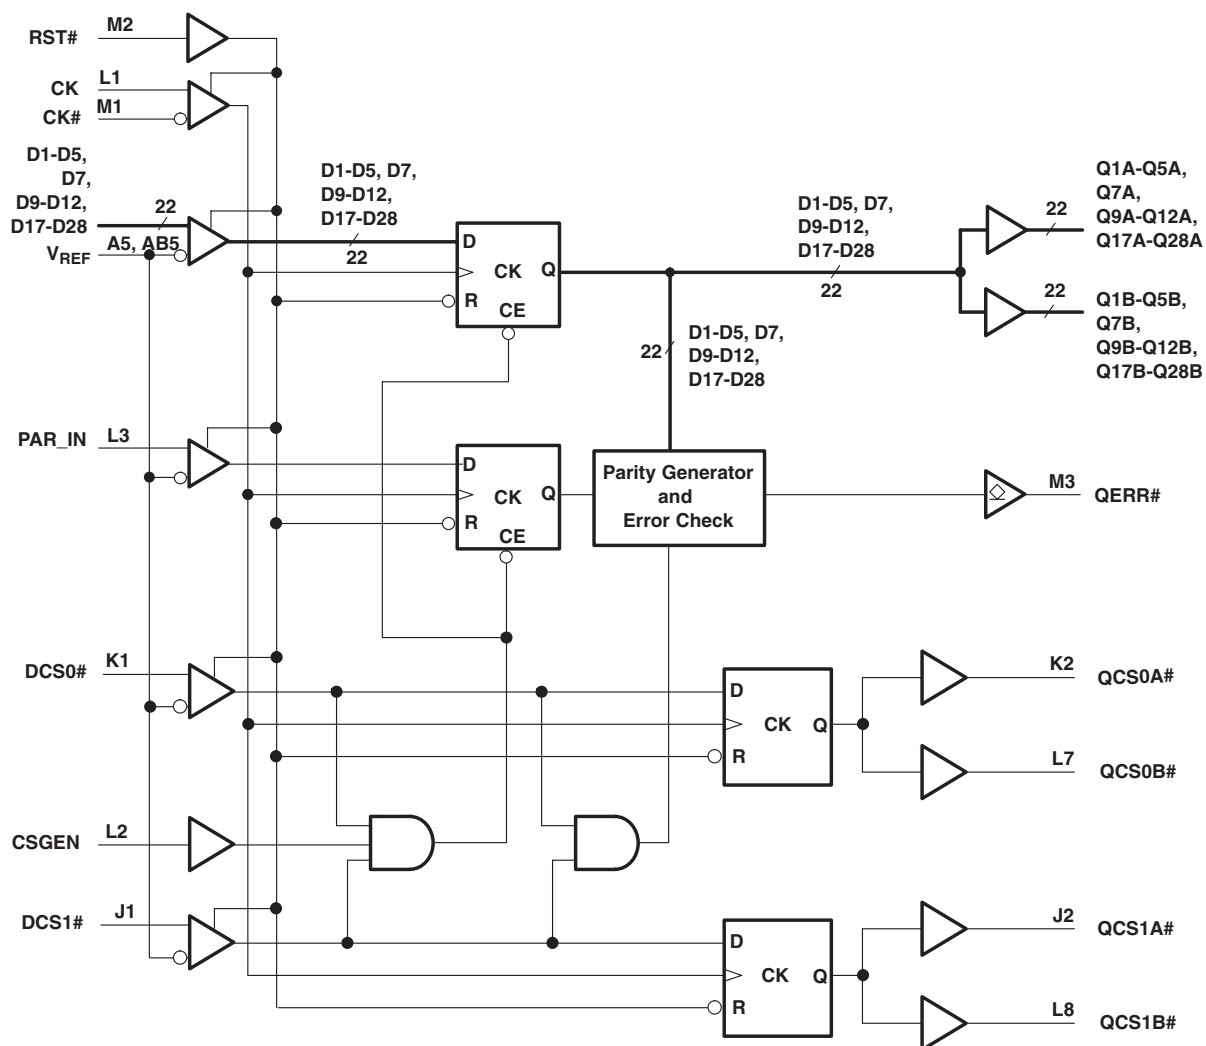 RST#
M2
CK
L1
CK#
M1
D1-D5,
D7,
D9-D12,
D17-D28
22
VREF
A5, AB5
D1-D5, D7,
D9-D12,
D17-D28
22
D
CK
Q
R
CE
D1-D5, D7,
D9-D12,
D17-D28
22
22
Q1A-Q5A,
Q7A,
Q9A-Q12A,
Q17A-Q28A
22
Q1B-Q5B,
Q7B,
Q9B-Q12B,
Q17B-Q28B
22
D1-D5, D7,
D9-D12,
D17-D28
PAR_IN
L3
D
CK
Q
R
CE
Parity Generator
and
Error Check
M3
QERR#
DCS0#
K1
D
CK
Q
R
K2
QCS0A#
L7
QCS0B#
CSGEN
L2
DCS1#
J1
D
CK
Q
R
J2
QCS1A#
L8
QCS1B#